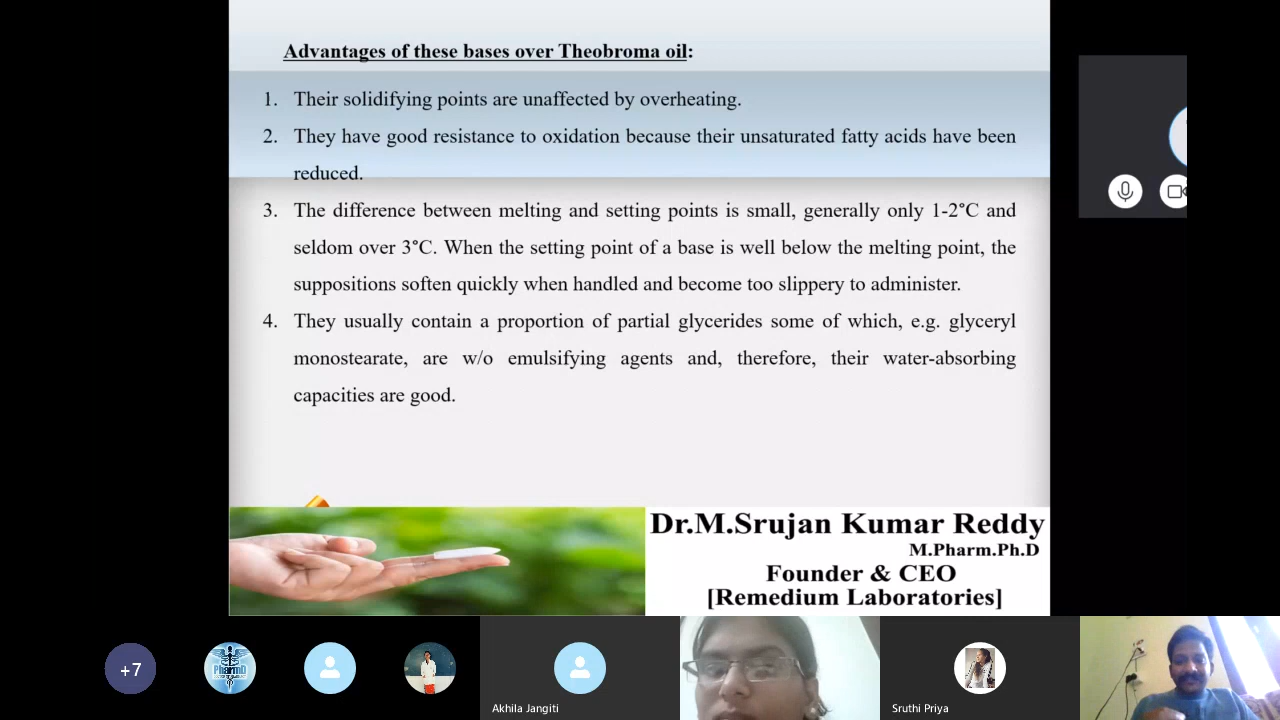 Advantages of these bases over Theobroma oil:
1. Their solidifying points are unaffected by overheating.
2. They have good resistance to oxidation because their unsaturated fatty acids have been
reduced.
3. The difference between melting and setting points is small, generally only 1-2°C and
seldom over 3°C. When the setting point of a base is well below the melting point, the
suppositions soften quickly when handled and become too slippery to administer.
4. They usually contain a proportion of partial glycerides some of which, e.g. glyceryl
monostearate, are w/o emulsifying agents and, therefore, their water-absorbing
capacities are good.
Dr.M.Srujan Kumar Reddy
M.Pharm.Ph.D
Founder & CEO
[Remedium Laboratories]
+7
PharmD
Akhila Jangiti
Sruthi Priya